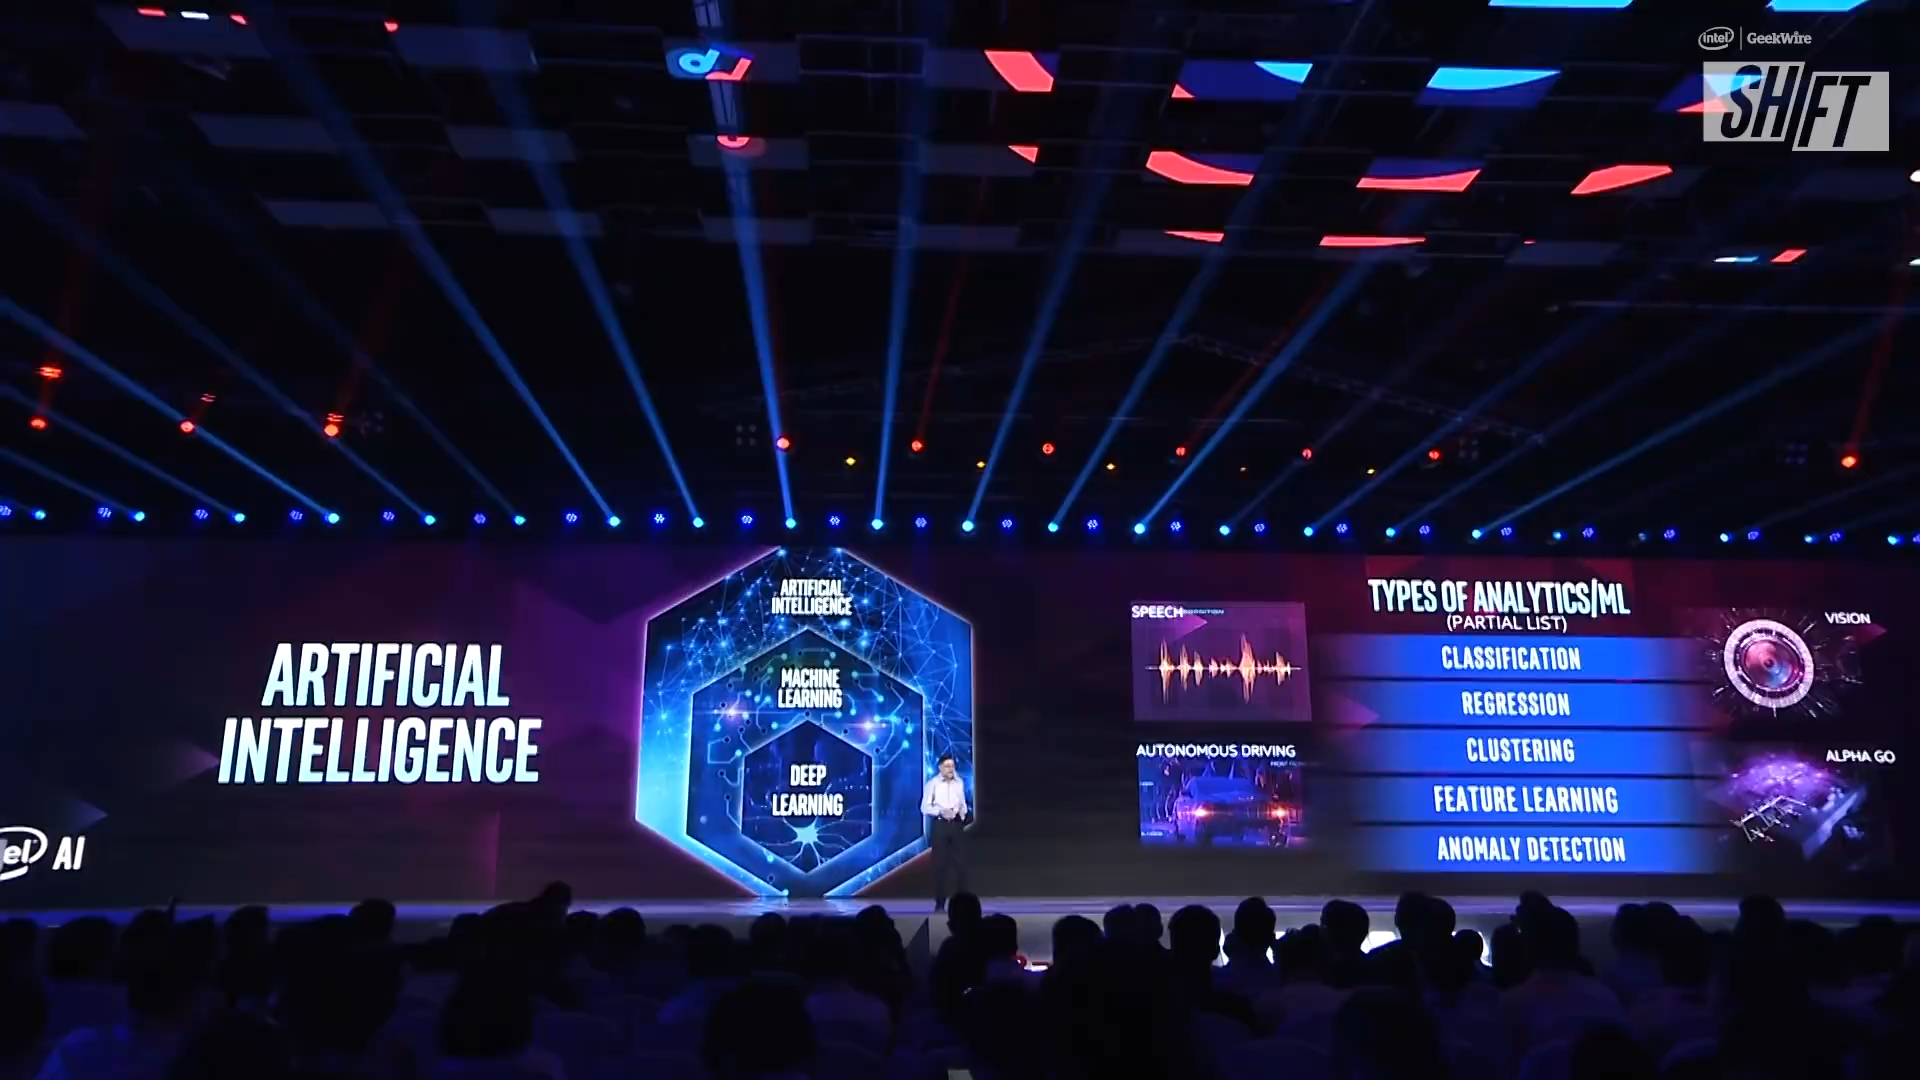 intel GeekWire
SHIFT
ARTIFICIAL
INTELLIGENCE
AI
ARTIFICIAL
INTELLIGENCE
MACHINE
LEARNING
DEEP
LEARNING
SPEECH
AUTONOMOUS DRIVING
TYPES OF ANALYTICS/ML
(PARTIAL LIST)
CLASSIFICATION
REGRESSION
CLUSTERING
FEATURE LEARNING
ANOMALY DETECTION
VISION
ALPHA GO